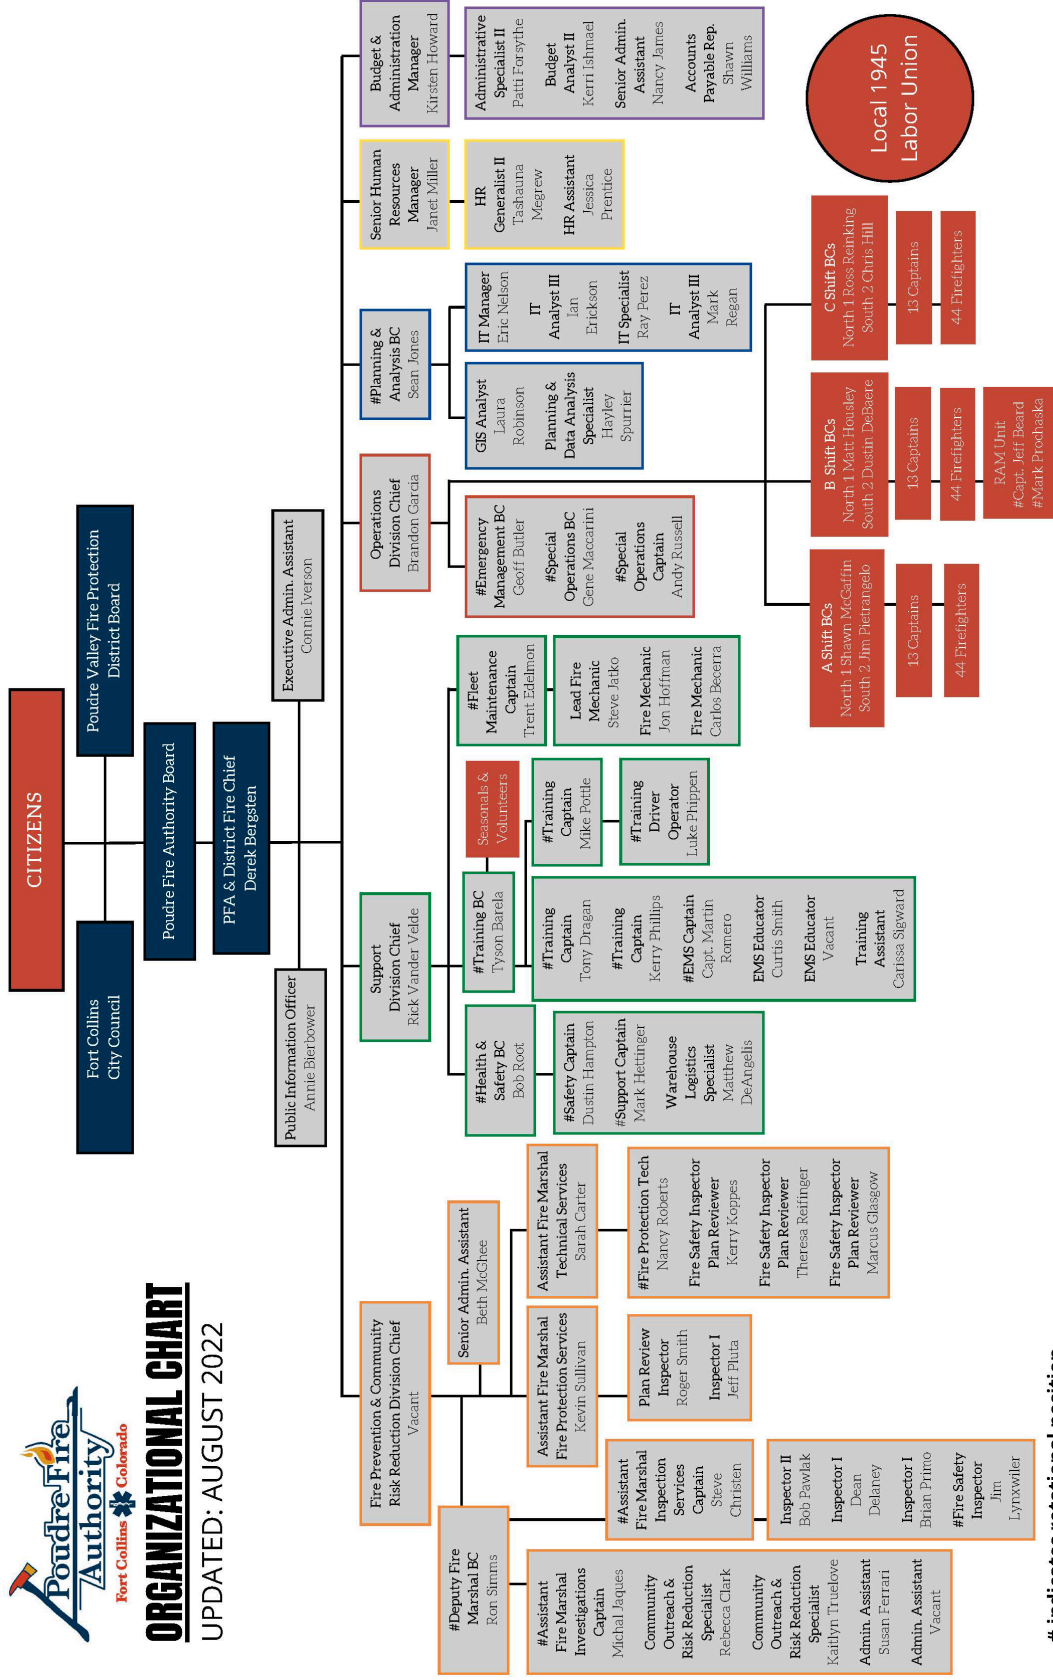 Poudre Fire
Authority
Fort Collins Colorado
ORGANIZATIONAL CHART
UPDATED: AUGUST 2022
CITIZENS
Fort Collins
City Council
Poudre Valley Fire Protection
District Board
Poudre Fire Authority Board
PFA & District Fire Chief
Derek Bergsten
Public Information Officer
Annie Bierbower
Executive Admin. Assistant
Connie Iverson
Fire Prevention & Community
Risk Reduction Division Chief
Vacant
Senior Admin. Assistant
Beth McGhee
#Deputy Fire
Marshal BC
Ron Simms
#Assistant
Fire Marshal
Investigations
Captain
Michal Jaques
Community
Outreach &
Risk Reduction
Specialist
Rebecca Clark
Community
Outreach &
Risk Reduction
Specialist
Kaitlyn Truelove
Admin. Assistant
Susan Ferrari
Admin. Assistant
Vacant
#Assistant
Fire Marshal
Inspection
Services
Captain
Steve
Christen
Inspector II
Bob Pawlak
Inspector I
Dean
Delaney
Inspector I
Brian Primo
#Fire Safety
Inspector
Jim
Lynxwiler
Assistant Fire Marshal
Fire Protection Services
Kevin Sullivan
Plan Review
Inspector
Roger Smith
Inspector I
Jeff Pluta
Assistant Fire Marshal
Technical Services
Sarah Carter
#Fire Protection Tech
Nancy Roberts
Fire Safety Inspector
Plan Reviewer
Kerry Koppes
Fire Safety Inspector
Plan Reviewer
Theresa Reifinger
Fire Safety Inspector
Plan Reviewer
Marcus Glasgow
Support
Division Chief
Rick Vander Velde
#Health &
Safety BC
Bob Root
#Safety Captain
Dustin Hampton
#Support Captain
Mark Hettinger
Warehouse
Logistics
Specialist
Matthew
DeAngelis
#Training BC
Tyson Barela
Seasonals &
Volunteers
#Training
Captain
Tony Dragan
#Training
Captain
Kerry Phillips
#EMS Captain
Capt. Martin
Romero
EMS Educator
Curtis Smith
EMS Educator
Vacant
Training
Assistant
Carissa Sigward
#Training
Captain
Mike Pottle
#Training
Driver
Operator
Luke Phippen
#Fleet
Maintenance
Captain
Trent Edelmon
Lead Fire
Mechanic
Steve Jatko
Fire Mechanic
Jon Hoffman
Fire Mechanic
Carlos Becerra
Operations
Division Chief
Brandon Garcia
#Emergency
Management BC
Geoff Butler
#Special
Operations BC
Gene Maccarini
#Special
Operations
Captain
Andy Russell
A Shift BCs
North 1 Shawn McGaffin
South 2 Jim Pietrangelo
13 Captains
44 Firefighters
B Shift BCs
North 1 Matt Housley
South 2 Dustin DeBaere
13 Captains
44 Firefighters
RAM Unit
#Capt. Jeff Beard
#Mark Prochaska
C Shift BCs
North 1 Ross Reinking
South 2 Chris Hill
13 Captains
44 Firefighters
#Planning &
Analysis BC
Sean Jones
GIS Analyst
Laura
Robinson
Planning &
Data Analysis
Specialist
Hayley
Spurrier
IT Manager
Eric Nelson
IT
Analyst III
Ian
Erickson
IT Specialist
Ray Perez
IT
Analyst III
Mark
Regan
Senior Human
Resources
Manager
Janet Miller
HR
Generalist II
Tashauna
Megrew
HR Assistant
Jessica
Prentice
Budget &
Administration
Manager
Kirsten Howard
Administrative
Specialist II
Patti Forsythe
Budget
Analyst II
Kerri Ishmael
Senior Admin.
Assistant
Nancy James
Accounts
Payable Rep.
Shawn
Williams
Local 1945
Labor Union
# indicates rotational position